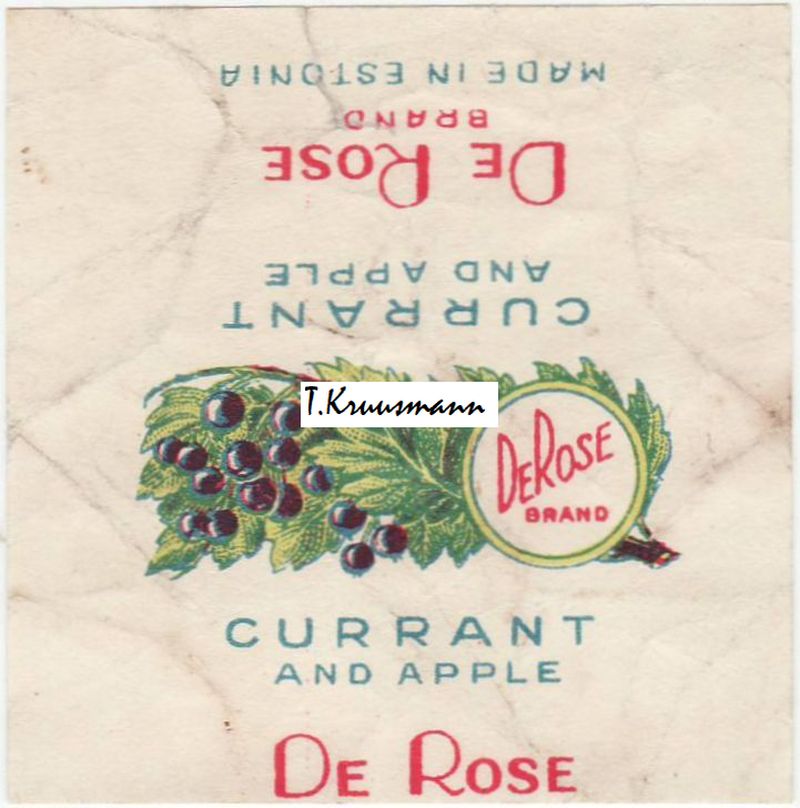 MADE IN ESTONIA
BRAND
DE ROSE
AND APPLE
CURRANT
T.Kruusmann
DEROSE
BRAND
CURRANT
AND APPLE
DE ROSE